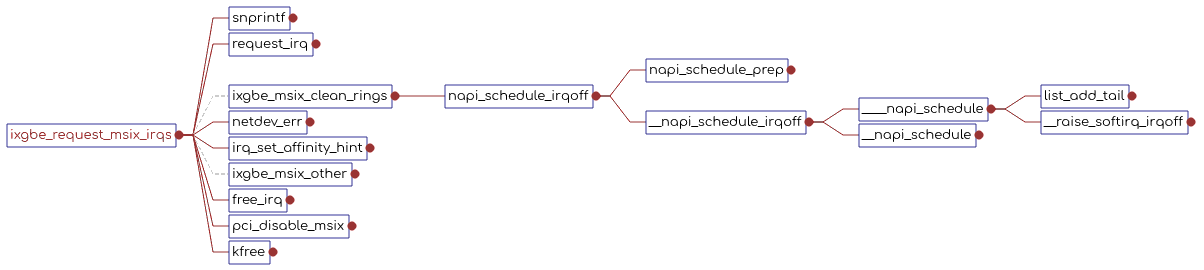 snprintf
request_irq
napi_schedule_prep
ixgbe_msix_clean_rings
napi_schedule_irqoff
list_add_tail
____napi_schedule
netdev_err
__napi_schedule_irqoff
__raise_softirq_irqoff
ixgbe_request_msix_irqs
__napi_schedule
irq_set_affinity_hint
ixgbe_msix_other
free_irq
pci_disable_msix
kfree